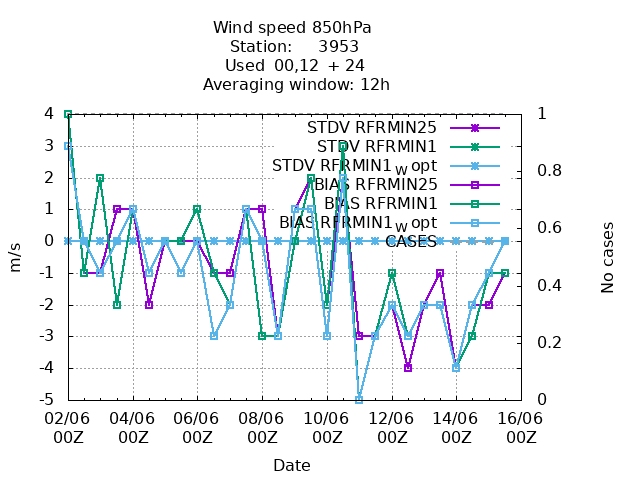 Wind speed 850hPa
Station: 3953
Used 00,12 + 24
Averaging window: 12h
4 1
STDV RFRMIN25
3 STDV RFRMIN1
STDV RFRMIN1_w opt 0.8
2 BIAS RFRMIN25
BIAS RFRMIN1
1 BIAS RFRMIN1_w opt 0.6
0 CASES
m/s
-1
No cases
0.4
-2
-3 0.2
-4
-5 0
02/06 04/06 06/06 08/06 10/06 12/06 14/06 16/06
00Z 00Z 00Z 00Z 00Z 00Z 00Z 00Z
Date